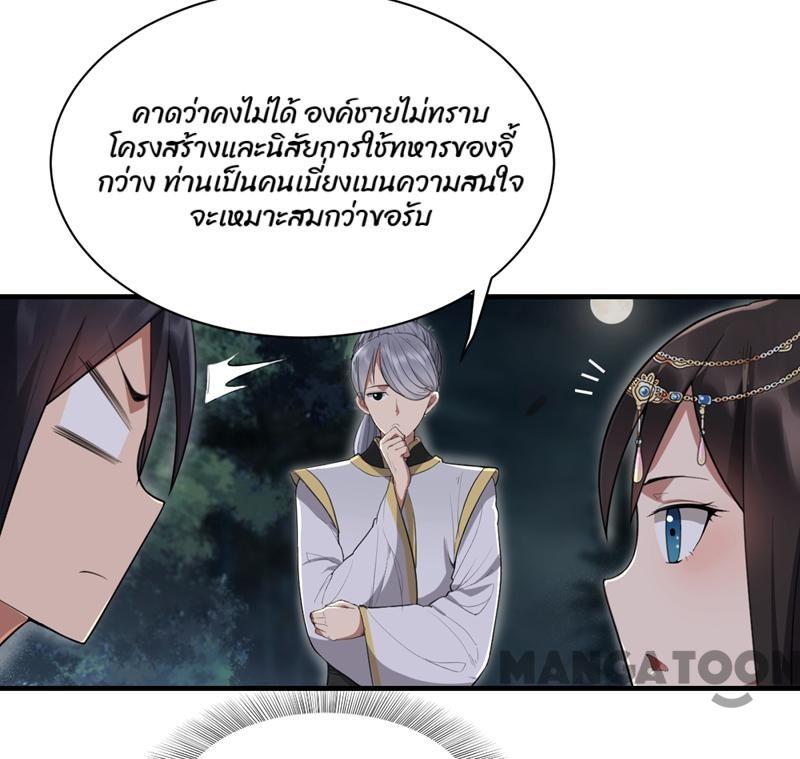 คาดว่าคงไม่ได้ องค์ชายไม่ทราบ
โครงสร้างและนิสัยการใช้ทหารของจี้
กว่าง ท่านเป็นคนเบี่ยงเบนความสนใจ
จะเหมาะสมกว่าขอรับ
MANGATOON